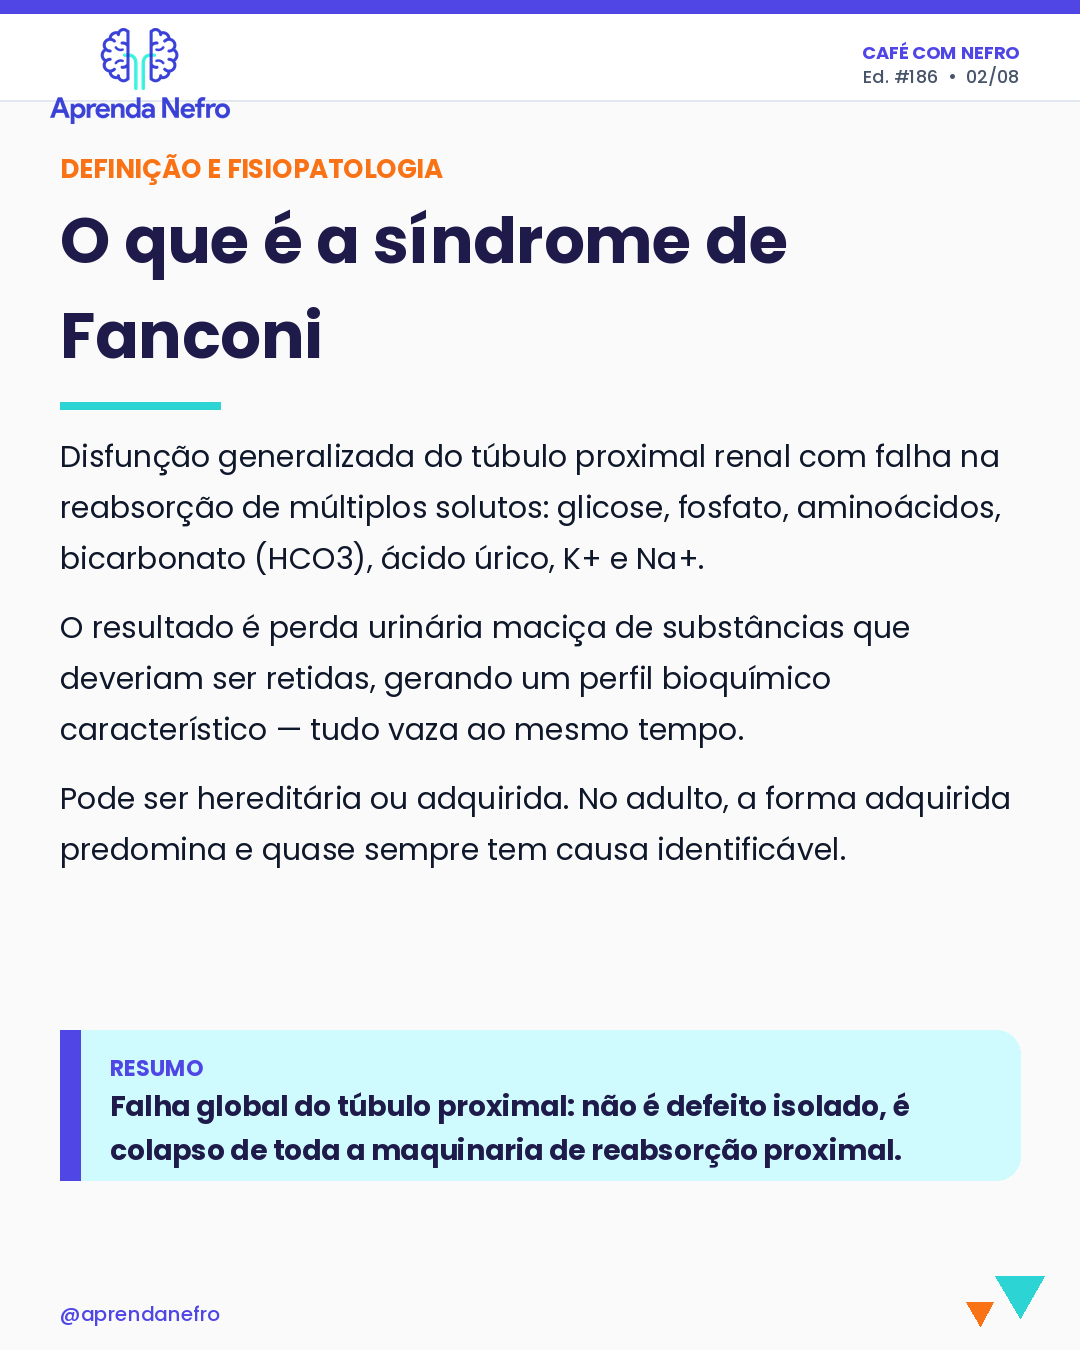 Aprenda Nefro
CAFÉ COM NEFRO
Ed. #186 • 02/08
DEFINIÇÃO E FISIOPATOLOGIA
O que é a síndrome de
Fanconi
Disfunção generalizada do túbulo proximal renal com falha na
reabsorção de múltiplos solutos: glicose, fosfato, aminoácidos,
bicarbonato (HCO3), ácido úrico, K+ e Na+.
O resultado é perda urinária maciça de substâncias que
deveriam ser retidas, gerando um perfil bioquímico
característico — tudo vaza ao mesmo tempo.
Pode ser hereditária ou adquirida. No adulto, a forma adquirida
predomina e quase sempre tem causa identificável.
RESUMO
Falha global do túbulo proximal: não é defeito isolado, é
colapso de toda a maquinaria de reabsorção proximal.
@aprendanefro